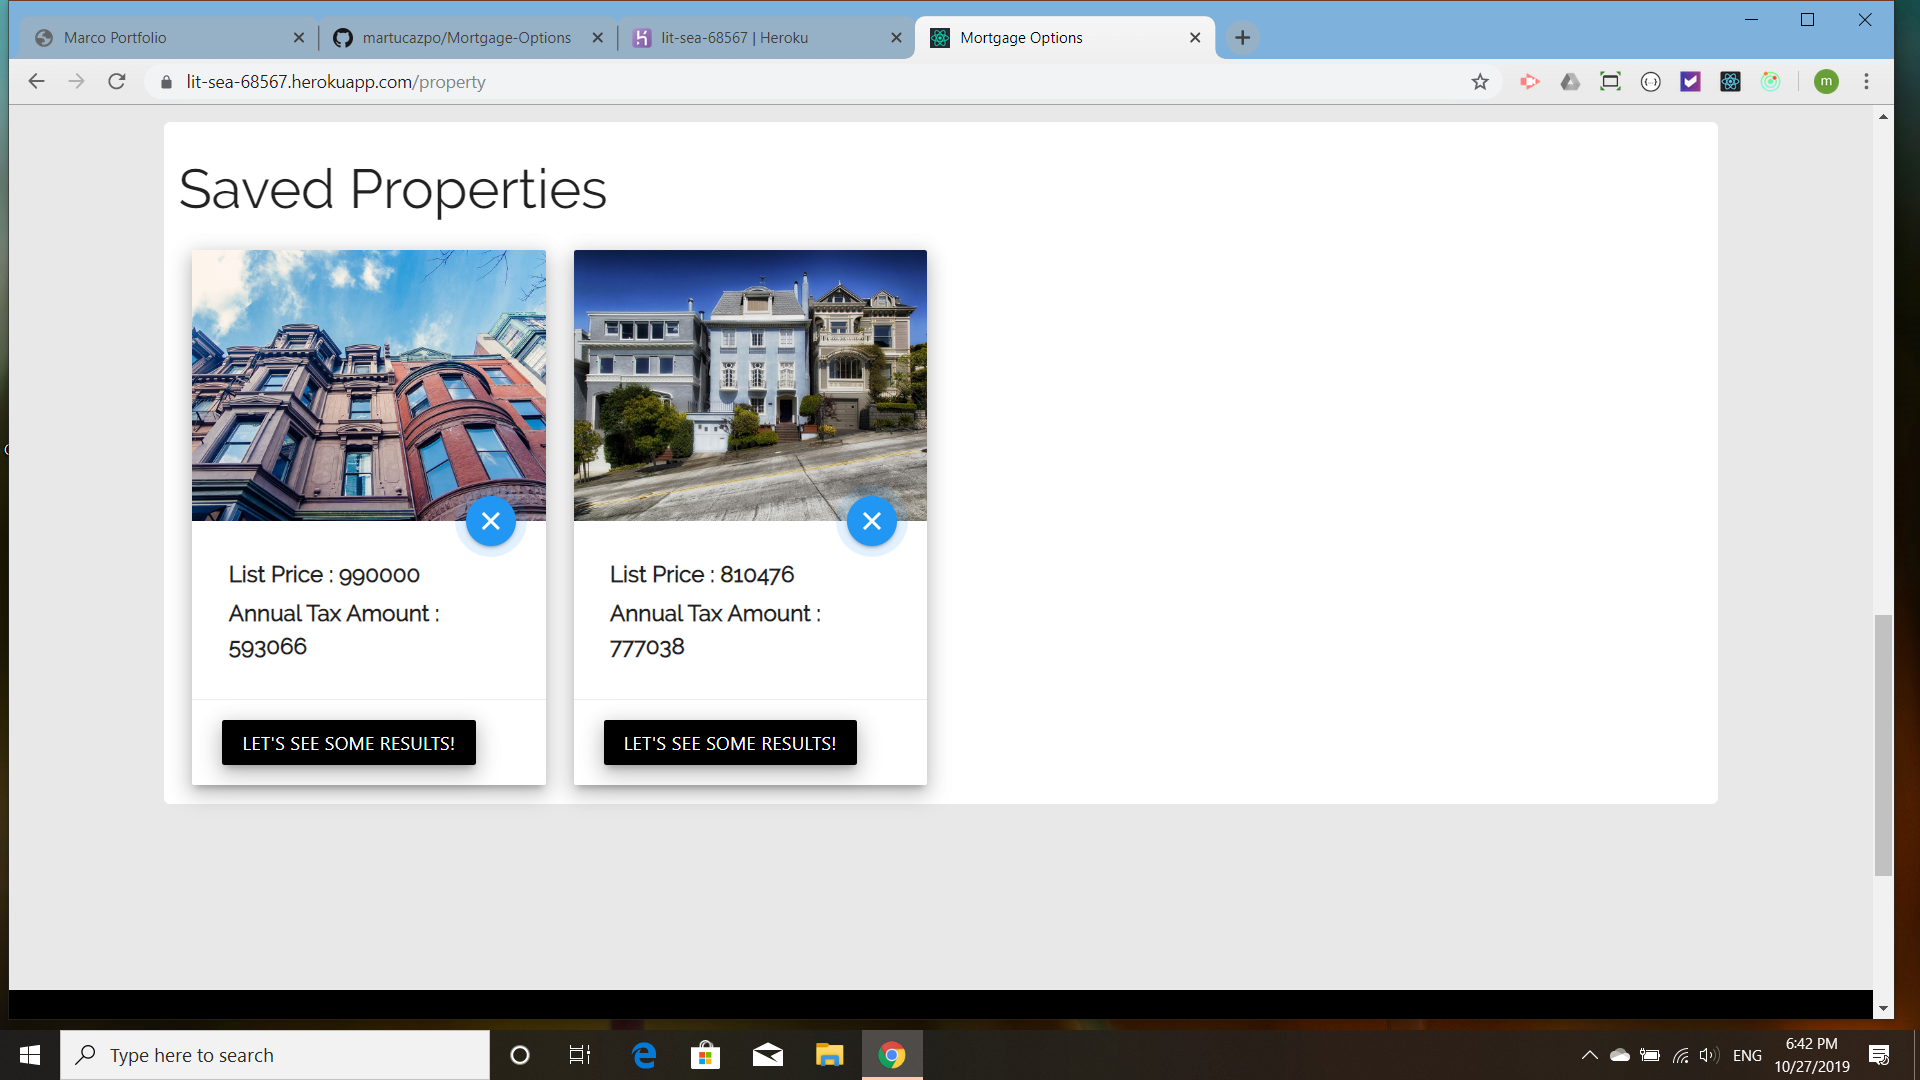 Marco Portfolio
martucazpo/Mortgage-Options
lit-sea-68567 | Heroku
Mortgage Options
lit-sea-68567.herokuapp.com/property
m
Saved Properties
List Price : 990000
Annual Tax Amount :
593066
LET'S SEE SOME RESULTS!
List Price : 810476
Annual Tax Amount :
777038
LET'S SEE SOME RESULTS!
Type here to search
ENG
6:42 PM
10/27/2019